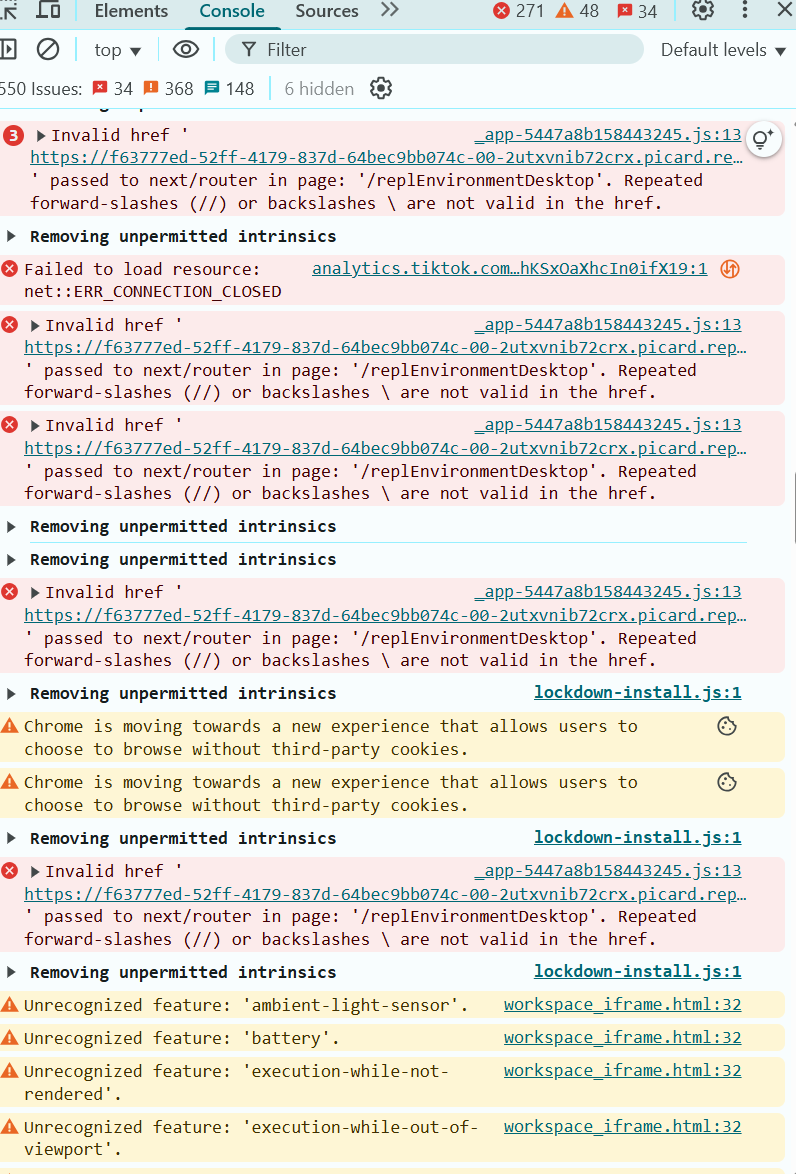 Elements Console Sources 271 48 34
top Filter Default levels
550 Issues: 34 368 148 6 hidden
Removing unpermitted intrinsics
3 Invalid href ' _app-5447a8b158443245.js:13
https://f63777ed-52ff-4179-837d-64bec9bb074c-00-2utxvnib72crx.picard.re…
' passed to next/router in page: '/replEnvironmentDesktop'. Repeated
forward-slashes (//) or backslashes \ are not valid in the href.
Removing unpermitted intrinsics
Failed to load resource: analytics.tiktok.com…hKSxOaXhcIn0ifX19:1
net::ERR_CONNECTION_CLOSED
Invalid href ' _app-5447a8b158443245.js:13
https://f63777ed-52ff-4179-837d-64bec9bb074c-00-2utxvnib72crx.picard.rep…
' passed to next/router in page: '/replEnvironmentDesktop'. Repeated
forward-slashes (//) or backslashes \ are not valid in the href.
Invalid href ' _app-5447a8b158443245.js:13
https://f63777ed-52ff-4179-837d-64bec9bb074c-00-2utxvnib72crx.picard.rep…
' passed to next/router in page: '/replEnvironmentDesktop'. Repeated
forward-slashes (//) or backslashes \ are not valid in the href.
Removing unpermitted intrinsics
Removing unpermitted intrinsics
Invalid href ' _app-5447a8b158443245.js:13
https://f63777ed-52ff-4179-837d-64bec9bb074c-00-2utxvnib72crx.picard.rep…
' passed to next/router in page: '/replEnvironmentDesktop'. Repeated
forward-slashes (//) or backslashes \ are not valid in the href.
Removing unpermitted intrinsics lockdown-install.js:1
Chrome is moving towards a new experience that allows users to
choose to browse without third-party cookies.
Chrome is moving towards a new experience that allows users to
choose to browse without third-party cookies.
Removing unpermitted intrinsics lockdown-install.js:1
Invalid href ' _app-5447a8b158443245.js:13
https://f63777ed-52ff-4179-837d-64bec9bb074c-00-2utxvnib72crx.picard.rep…
' passed to next/router in page: '/replEnvironmentDesktop'. Repeated
forward-slashes (//) or backslashes \ are not valid in the href.
Removing unpermitted intrinsics lockdown-install.js:1
Unrecognized feature: 'ambient-light-sensor'. workspace_iframe.html:32
Unrecognized feature: 'battery'. workspace_iframe.html:32
Unrecognized feature: 'execution-while-not- workspace_iframe.html:32
rendered'.
Unrecognized feature: 'execution-while-out-of- workspace_iframe.html:32
viewport'.